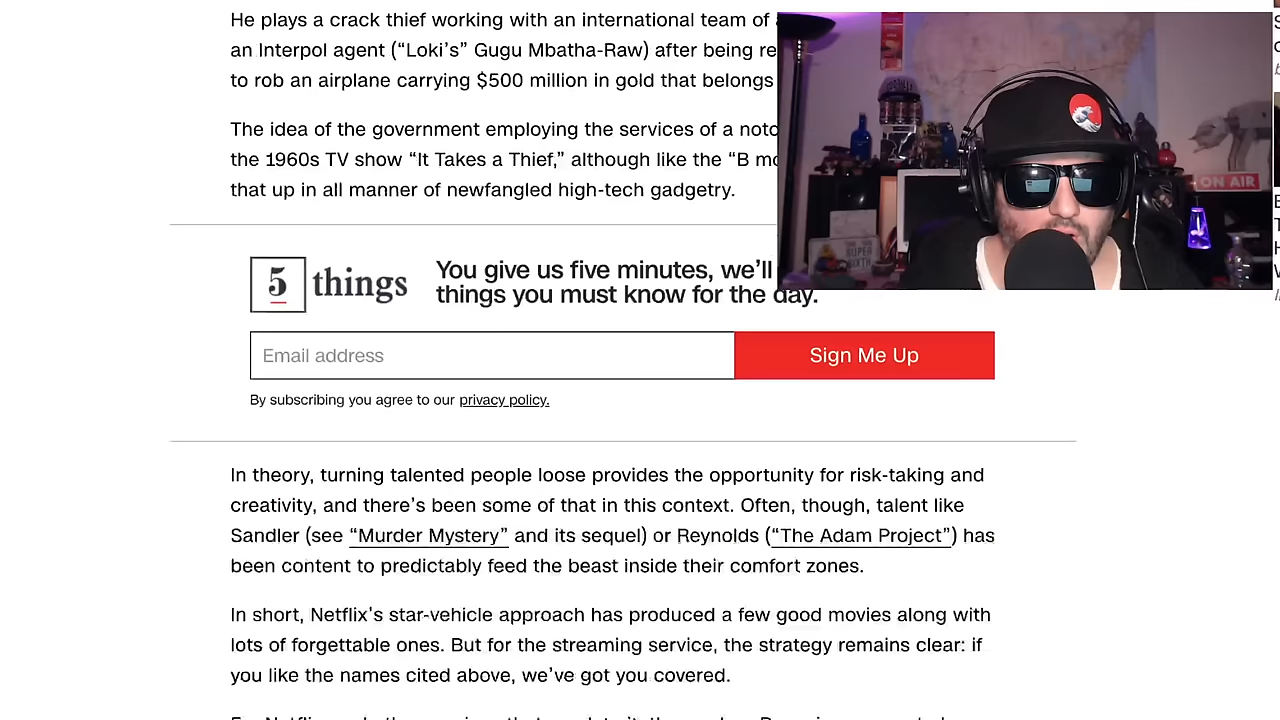 He plays a crack thief working with an international team of
an Interpol agent (“Loki’s” Gugu Mbatha-Raw) after being re
to rob an airplane carrying $500 million in gold that belongs
The idea of the government employing the services of a noto
the 1960s TV show “It Takes a Thief,” although like the “B mo
that up in all manner of newfangled high-tech gadgetry.
ON AIR
5 things
You give us five minutes, we’ll
things you must know for the day.
Email address
Sign Me Up
By subscribing you agree to our privacy policy.
In theory, turning talented people loose provides the opportunity for risk-taking and
creativity, and there’s been some of that in this context. Often, though, talent like
Sandler (see “Murder Mystery” and its sequel) or Reynolds (“The Adam Project”) has
been content to predictably feed the beast inside their comfort zones.
In short, Netflix’s star-vehicle approach has produced a few good movies along with
lots of forgettable ones. But for the streaming service, the strategy remains clear: if
you like the names cited above, we’ve got you covered.